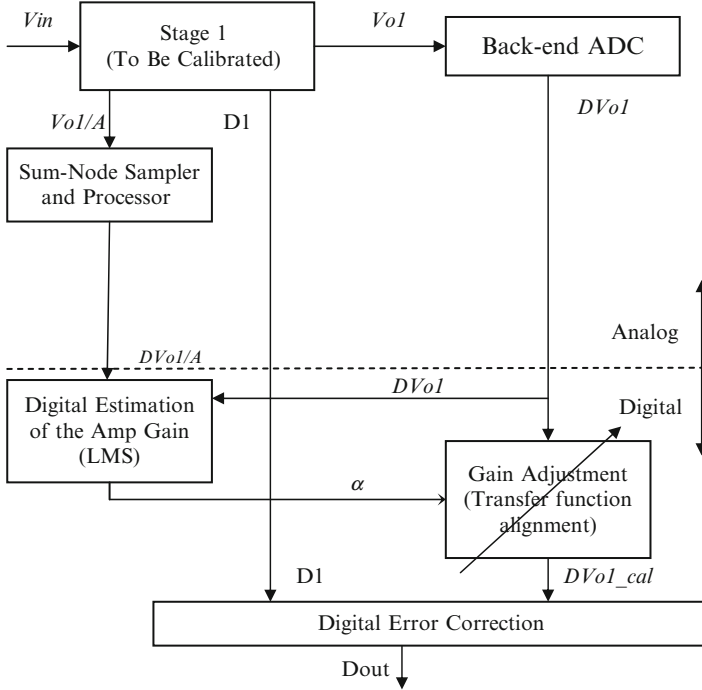 Vin
Stage 1
(To Be Calibrated)
Vo1
Back-end ADC
Vo1/A
D1
DVo1
Sum-Node Sampler
and Processor
Analog
DVo1/A
DVo1
Digital
Digital Estimation
of the Amp Gain
(LMS)
Gain Adjustment
(Transfer function
alignment)
α
D1
DVo1_cal
Digital Error Correction
Dout